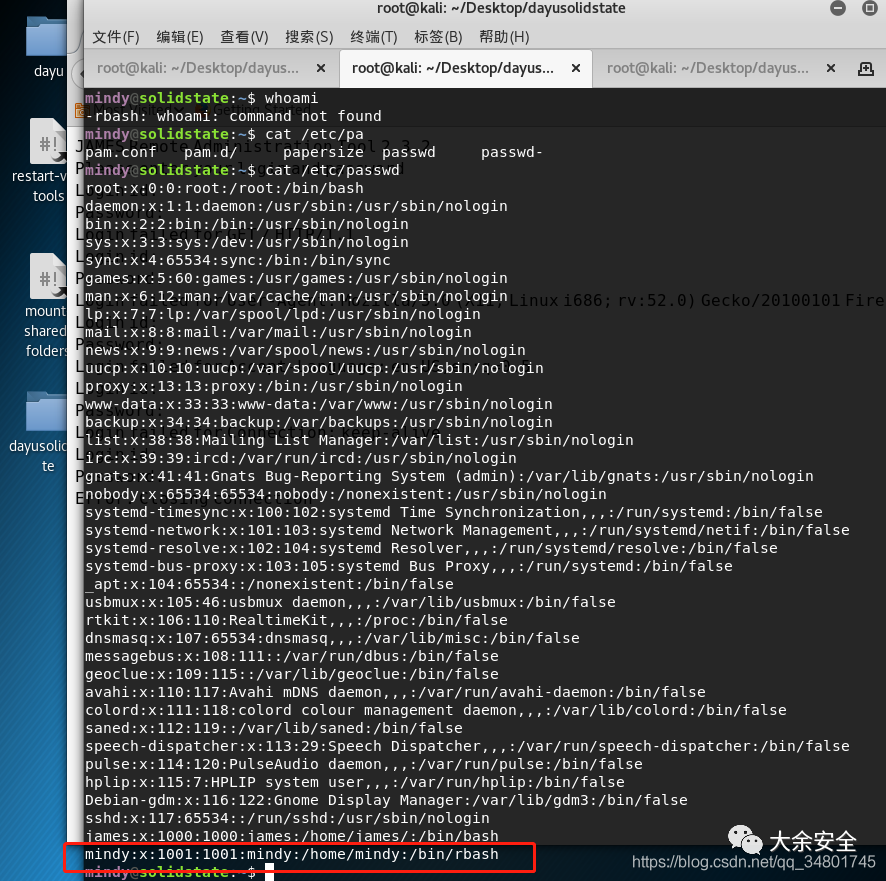 root@kali: ~/Desktop/dayusolidstate
文件(F) 编辑(E) 查看(V) 搜索(S) 终端(T) 标签(B) 帮助(H)
root@kali: ~/Desktop/dayus... × root@kali: ~/Desktop/dayus... × root@kali: ~/Desktop/dayus... ×
dayu
restart-v
tools
mount
shared
folders
dayusolid
te
mindy@solidstate:~$ whoami
-rbash: whoami: command not found
mindy@solidstate:~$ cat /etc/pa
pam.conf pam.d/ papersize passwd passwd-
mindy@solidstate:~$ cat /etc/passwd
root:x:0:0:root:/root:/bin/bash
daemon:x:1:1:daemon:/usr/sbin:/usr/sbin/nologin
bin:x:2:2:bin:/bin:/usr/sbin/nologin
sys:x:3:3:sys:/dev:/usr/sbin/nologin
sync:x:4:65534:sync:/bin:/bin/sync
games:x:5:60:games:/usr/games:/usr/sbin/nologin
man:x:6:12:man:/var/cache/man:/usr/sbin/nologin
Linux i686; rv:52.0) Gecko/20100101 Fire
lp:x:7:7:lp:/var/spool/lpd:/usr/sbin/nologin
mail:x:8:8:mail:/var/mail:/usr/sbin/nologin
news:x:9:9:news:/var/spool/news:/usr/sbin/nologin
uucp:x:10:10:uucp:/var/spool/uucp:/usr/sbin/nologin
proxy:x:13:13:proxy:/bin:/usr/sbin/nologin
www-data:x:33:33:www-data:/var/www:/usr/sbin/nologin
backup:x:34:34:backup:/var/backups:/usr/sbin/nologin
list:x:38:38:Mailing List Manager:/var/list:/usr/sbin/nologin
irc:x:39:39:ircd:/var/run/ircd:/usr/sbin/nologin
gnats:x:41:41:Gnats Bug-Reporting System (admin):/var/lib/gnats:/usr/sbin/nologin
nobody:x:65534:65534:nobody:/nonexistent:/usr/sbin/nologin
systemd-timesync:x:100:102:systemd Time Synchronization,,,:/run/systemd:/bin/false
systemd-network:x:101:103:systemd Network Management,,,:/run/systemd/netif:/bin/false
systemd-resolve:x:102:104:systemd Resolver,,,:/run/systemd/resolve:/bin/false
systemd-bus-proxy:x:103:105:systemd Bus Proxy,,,:/run/systemd:/bin/false
_apt:x:104:65534::/nonexistent:/bin/false
usbmux:x:105:46:usbmux daemon,,,:/var/lib/usbmux:/bin/false
rtkit:x:106:110:RealtimeKit,,,:/proc:/bin/false
dnsmasq:x:107:65534:dnsmasq,,,:/var/lib/misc:/bin/false
messagebus:x:108:111::/var/run/dbus:/bin/false
geoclue:x:109:115::/var/lib/geoclue:/bin/false
avahi:x:110:117:Avahi mDNS daemon,,,:/var/run/avahi-daemon:/bin/false
colord:x:111:118:colord colour management daemon,,,:/var/lib/colord:/bin/false
saned:x:112:119::/var/lib/saned:/bin/false
speech-dispatcher:x:113:29:Speech Dispatcher,,,:/var/run/speech-dispatcher:/bin/false
pulse:x:114:120:PulseAudio daemon,,,:/var/run/pulse:/bin/false
hplip:x:115:7:HPLIP system user,,,:/var/run/hplip:/bin/false
Debian-gdm:x:116:122:Gnome Display Manager:/var/lib/gdm3:/bin/false
sshd:x:117:65534::/run/sshd:/usr/sbin/nologin
james:x:1000:1000:james:/home/james/:/bin/bash
mindy:x:1001:1001:mindy:/home/mindy:/bin/rbash
mindy@solidstate:~$
大余安全
https://blog.csdn.net/qq_34801745